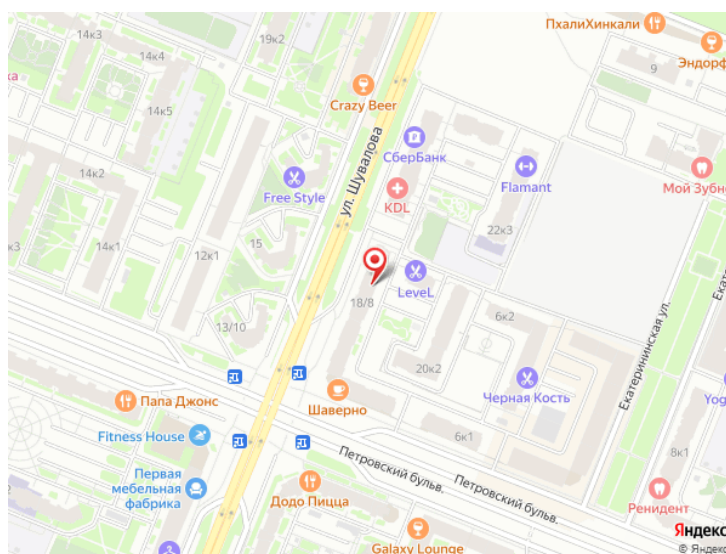 ПхалиХинкали
19к2
14к3
14к4
Эндорф
9
ка
14к5
Crazy Beer
ул. Шувалова
СберБанк
Flamant
Мой Зубн
14к2
Free Style
KDL
22к3
к3
14к1
12к1
15
Екате
LeveL
18/8
6к2
13/10
Екатерининская ул.
20к2
Папа Джонс
Шаверно
Черная Кость
Yog
Fitness House
6к1
8к1
Петровский бульв.
Петровский бульв.
Первая
мебельная
фабрика
Додо Пицца
Ренидент
Galaxy Lounge
Яндекс
© Яндекс